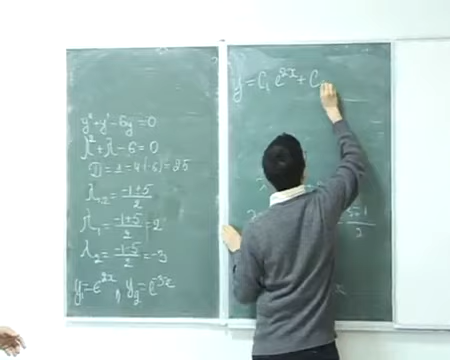 y" + y' - 6y = 0
λ² + λ - 6 = 0
D = 1 - 4·(-6) = 25
λ₁,₂ = (-1±5)/2
λ₁ = (-1+5)/2 = 2
λ₂ = (-1-5)/2 = -3
y₁ = e^{2x}, y₂ = e^{-3x}
y = C₁ e^{2x} + C